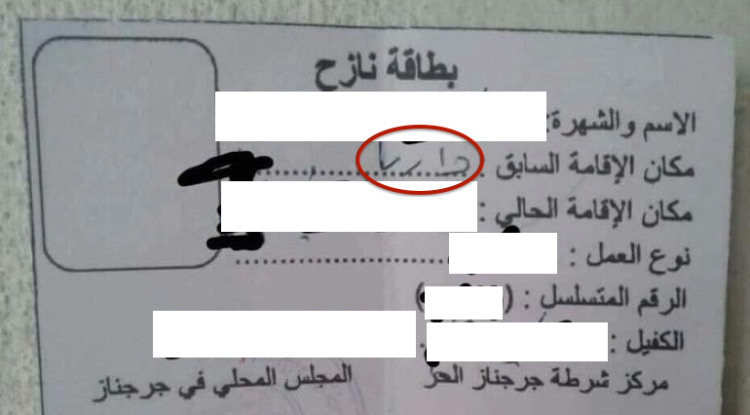 بطاقة نازح
الاسم والشهرة:
مكان الإقامة السابق : داريا
مكان الإقامة الحالي :
نوع العمل :
الرقم المتسلسل : ( )
الكفيل :
مركز شرطة جرجناز الحر المجلس المحلي في جرجناز